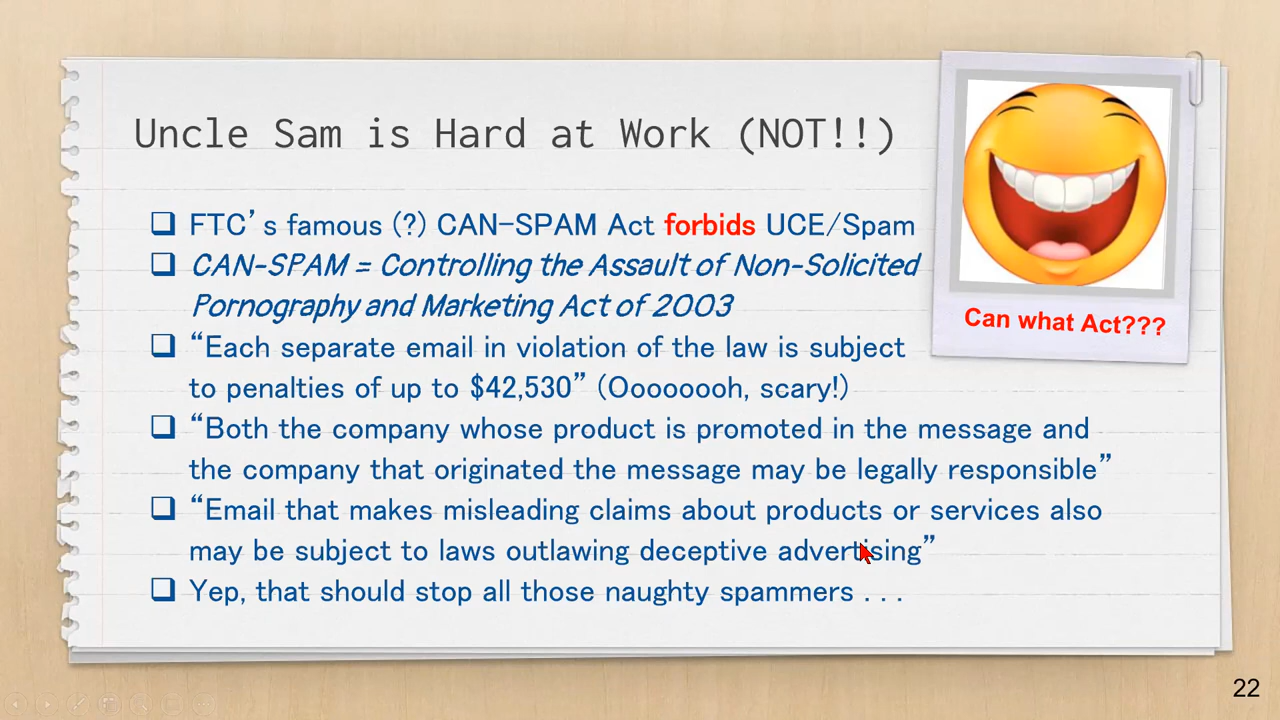 Uncle Sam is Hard at Work (NOT!!)
❑ FTC’s famous (?) CAN-SPAM Act forbids UCE/Spam
❑ CAN-SPAM = Controlling the Assault of Non-Solicited
Pornography and Marketing Act of 2003
❑ “Each separate email in violation of the law is subject
to penalties of up to $42,530” (Oooooooh, scary!)
❑ “Both the company whose product is promoted in the message and
the company that originated the message may be legally responsible”
❑ “Email that makes misleading claims about products or services also
may be subject to laws outlawing deceptive advertising”
❑ Yep, that should stop all those naughty spammers . . .
Can what Act???
22